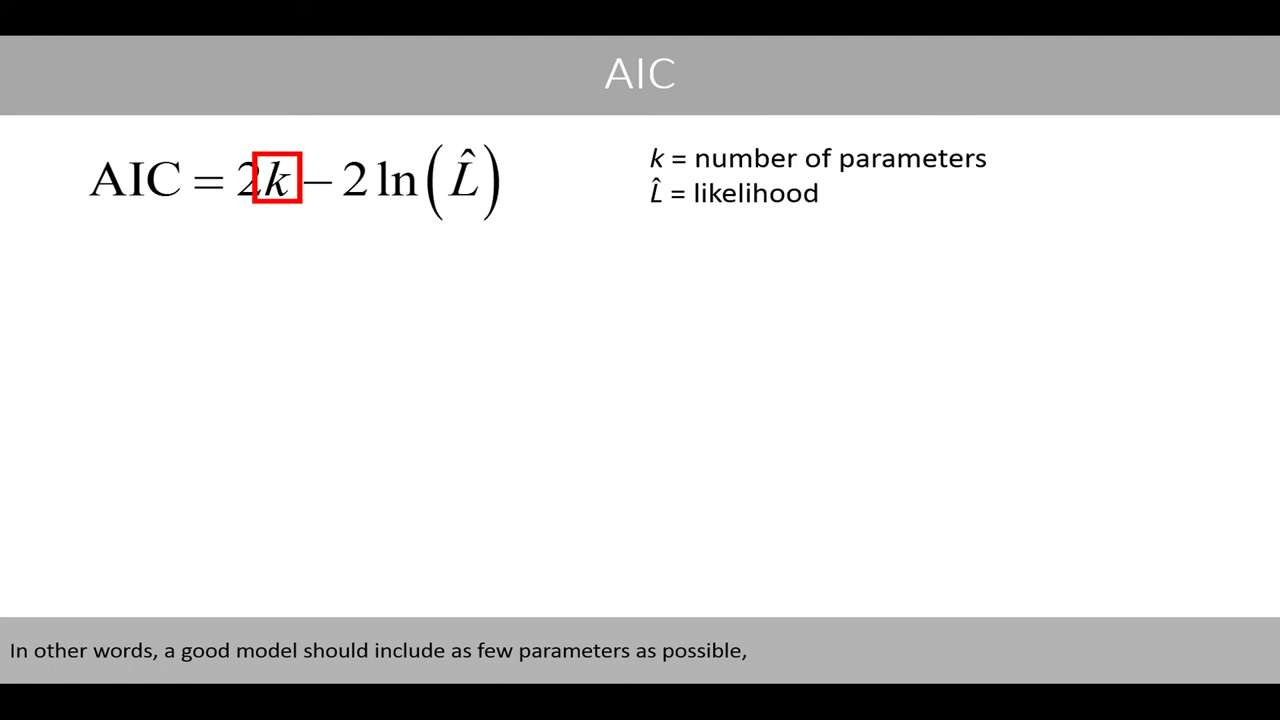 AIC
AIC = 2k − 2 ln(L̂)
k = number of parameters
L̂ = likelihood
In other words, a good model should include as few parameters as possible,